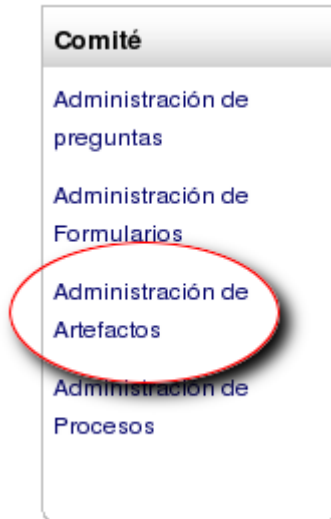 Comité
Administración de
preguntas
Administración de
Formularios
Administración de
Artefactos
Administración de
Procesos